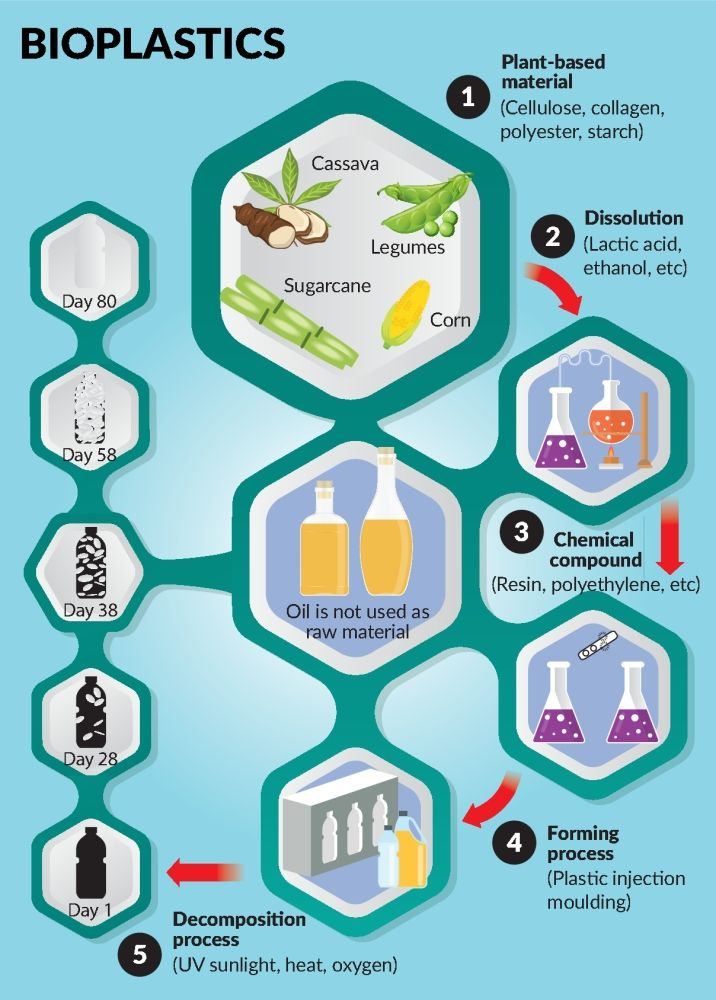 BIOPLASTICS
1
Plant-based
material
(Cellulose, collagen,
polyester, starch)
Cassava
Legumes
Sugarcane
Corn
2
Dissolution
(Lactic acid,
ethanol, etc)
3
Chemical
compound
(Resin, polyethylene, etc)
Oil is not used as
raw material
4
Forming
process
(Plastic injection
moulding)
5
Decomposition
process
(UV sunlight, heat, oxygen)
Day 1
Day 28
Day 38
Day 58
Day 80